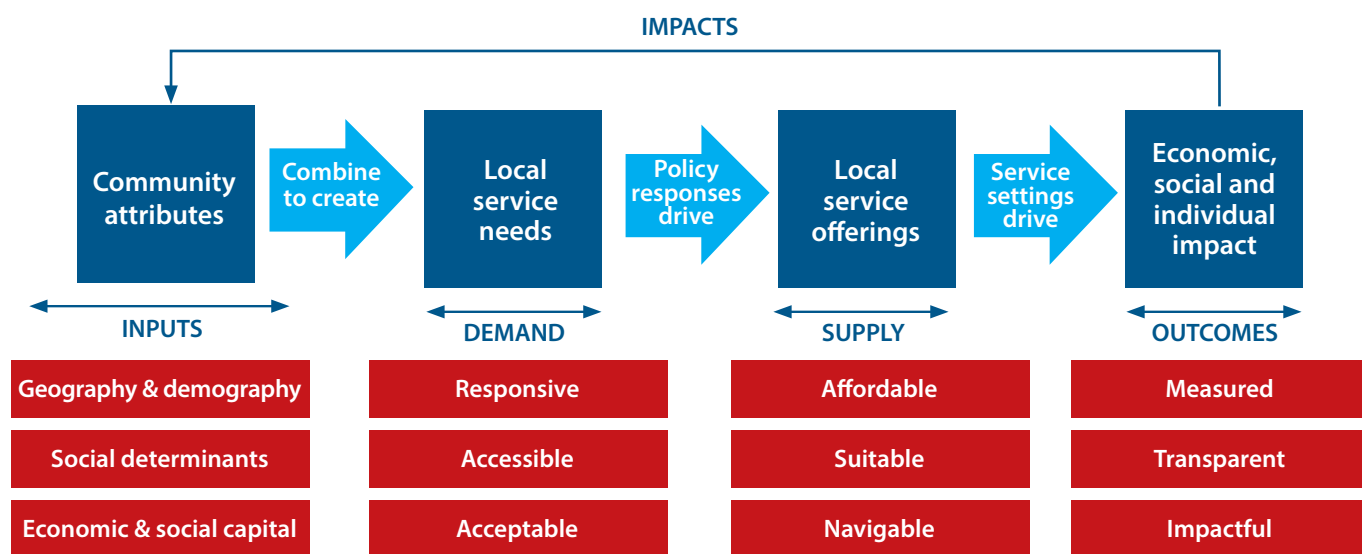 IMPACTS
Community
attributes
Combine
to create
Local
service
needs
Policy
responses
drive
Local
service
offerings
Service
settings
drive
Economic,
social and
individual
impact
INPUTS
DEMAND
SUPPLY
OUTCOMES
Geography & demography
Responsive
Affordable
Measured
Social determinants
Accessible
Suitable
Transparent
Economic & social capital
Acceptable
Navigable
Impactful